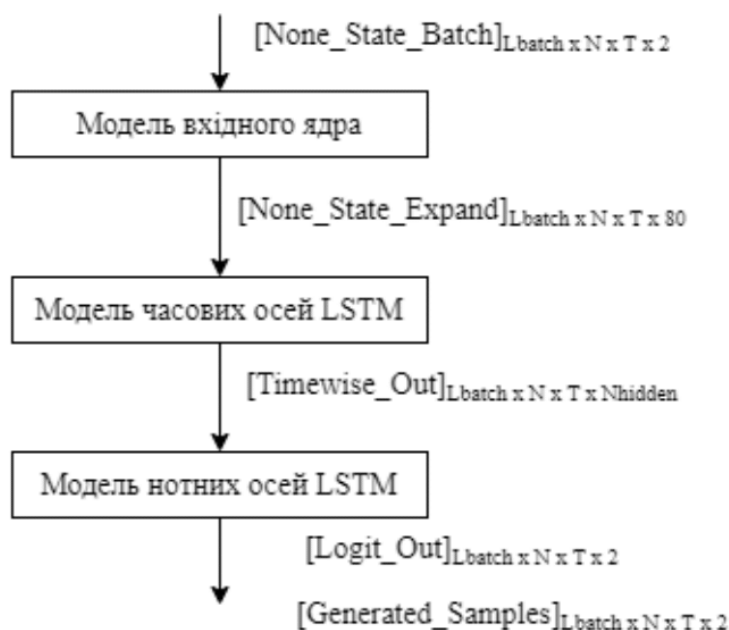 [None_State_Batch]Lbatch x N x T x 2
Модель вхідного ядра
[None_State_Expand]Lbatch x N x T x 80
Модель часових осей LSTM
[Timewise_Out]Lbatch x N x T x Nhidden
Модель нотних осей LSTM
[Logit_Out]Lbatch x N x T x 2
[Generated_Samples]Lbatch x N x T x 2